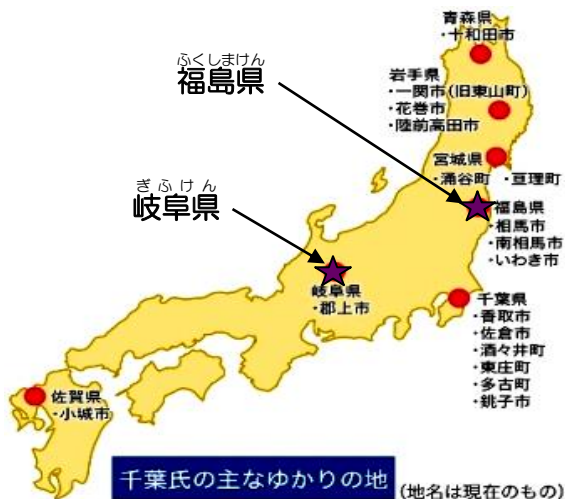 青森県
・十和田市
ふくしまけん
福島県
岩手県
・一関市(旧東山町)
・花巻市
・陸前高田市
宮城県
・涌谷町 ・亘理町
ぎふけん
岐阜県
福島県
・相馬市
・南相馬市
・いわき市
岐阜県
・郡上市
千葉県
・香取市
・佐倉市
・酒々井町
・東庄町
・多古町
・銚子市
佐賀県
・小城市
千葉氏の主なゆかりの地 (地名は現在のもの)